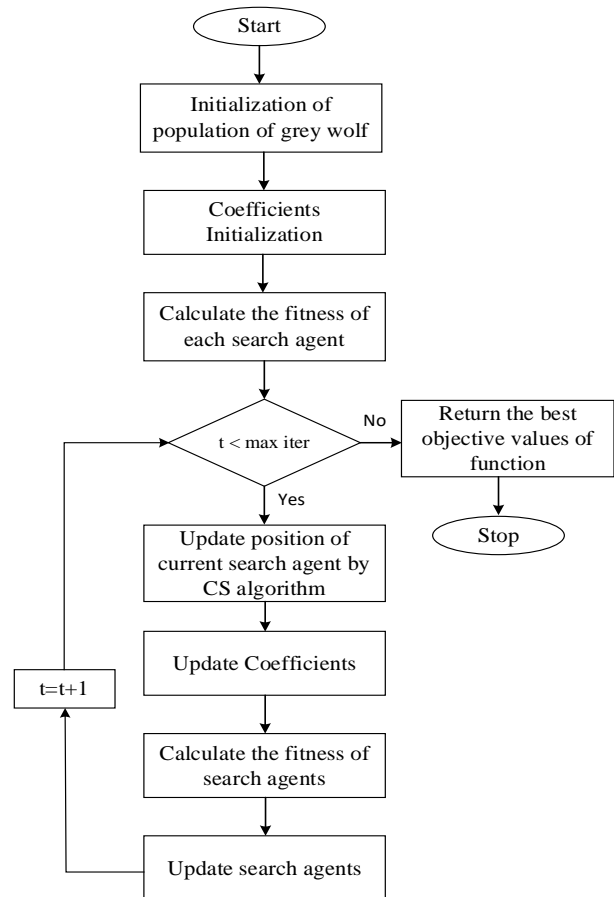 Start
Initialization of
population of grey wolf
Coefficients
Initialization
Calculate the fitness of
each search agent
t < max iter
No
Return the best
objective values of
function
Stop
Yes
Update position of
current search agent by
CS algorithm
Update Coefficients
t=t+1
Calculate the fitness of
search agents
Update search agents